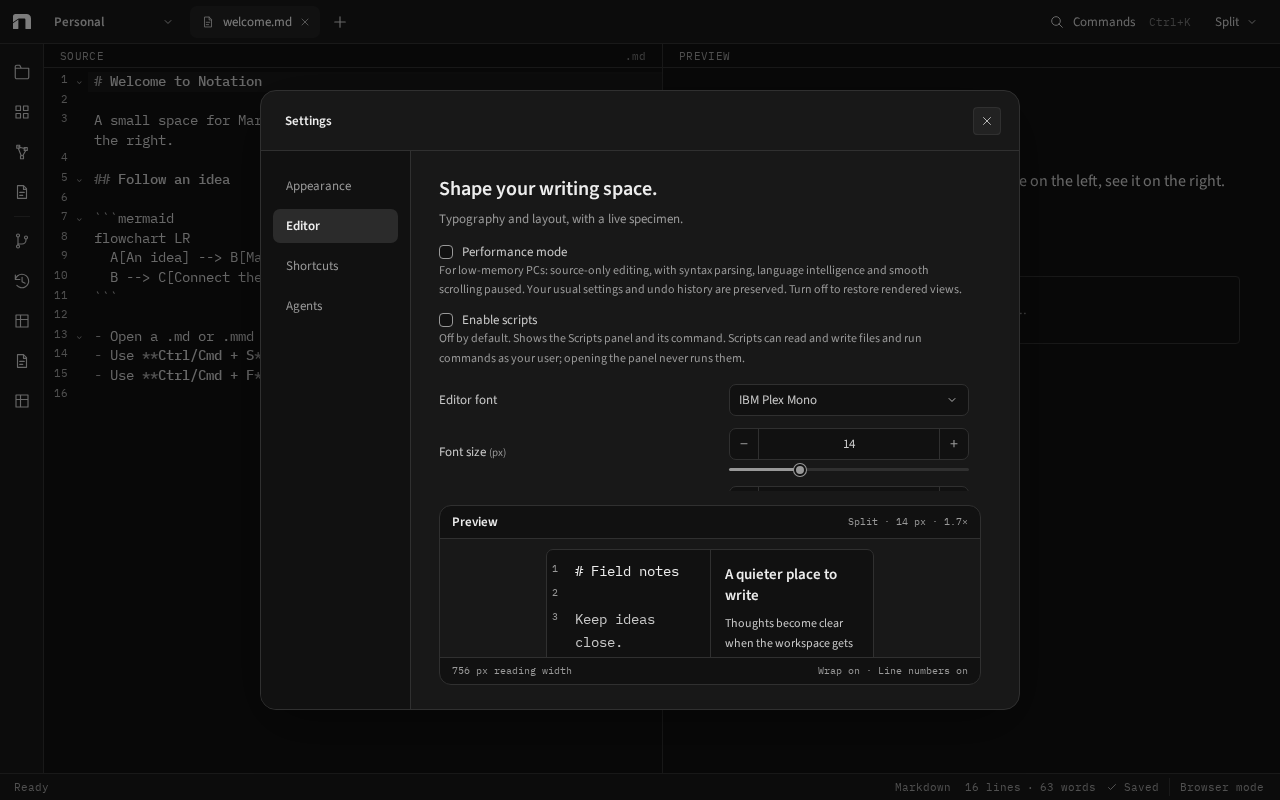 Personal
welcome.md
Commands Ctrl+K
Split
SOURCE
.md
PREVIEW
1 # Welcome to Notation
2
3 A small space for Mar
the right.
4
5 ## Follow an idea
6
7 ```mermaid
8 flowchart LR
9 A[An idea] --> B[Ma
10 B --> C[Connect the
11 ```
12
13 - Open a .md or .mmd
14 - Use **Ctrl/Cmd + S*
15 - Use **Ctrl/Cmd + F*
16
e on the left, see it on the right.
Settings
Appearance
Editor
Shortcuts
Agents
Shape your writing space.
Typography and layout, with a live specimen.
Performance mode
For low-memory PCs: source-only editing, with syntax parsing, language intelligence and smooth
scrolling paused. Your usual settings and undo history are preserved. Turn off to restore rendered views.
Enable scripts
Off by default. Shows the Scripts panel and its command. Scripts can read and write files and run
commands as your user; opening the panel never runs them.
Editor font
IBM Plex Mono
Font size (px)
− 14 +
Preview
Split · 14 px · 1.7×
1 # Field notes
2
3 Keep ideas
close.
A quieter place to
write
Thoughts become clear
when the workspace gets
756 px reading width
Wrap on · Line numbers on
Ready
Markdown 16 lines · 63 words
Saved
Browser mode